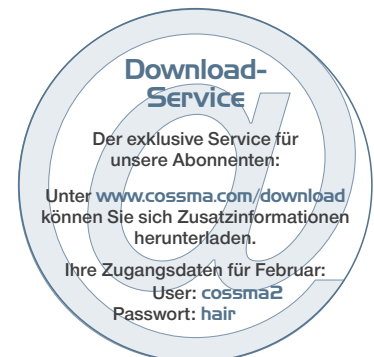 Download-
Service
Der exklusive Service für
unsere Abonnenten:
Unter www.cossma.com/download
können Sie sich Zusatzinformationen
herunterladen.
Ihre Zugangsdaten für Februar:
User: cossma2
Passwort: hair